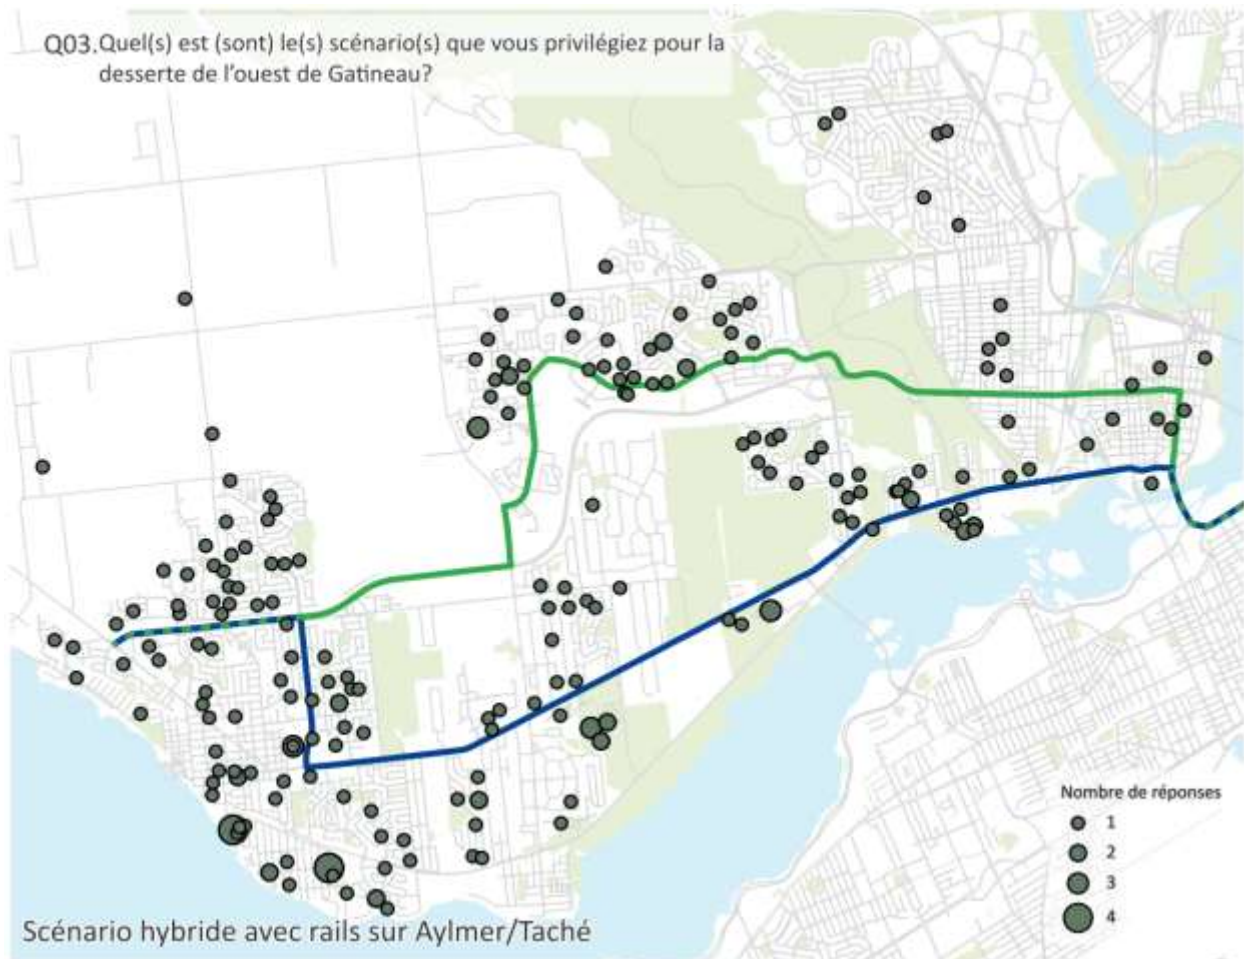 Q03.Quel(s) est (sont) le(s) scénario(s) que vous privilégiez pour la
desserte de l'ouest de Gatineau?
Nombre de réponses
1
2
3
4
Scénario hybride avec rails sur Aylmer/Taché